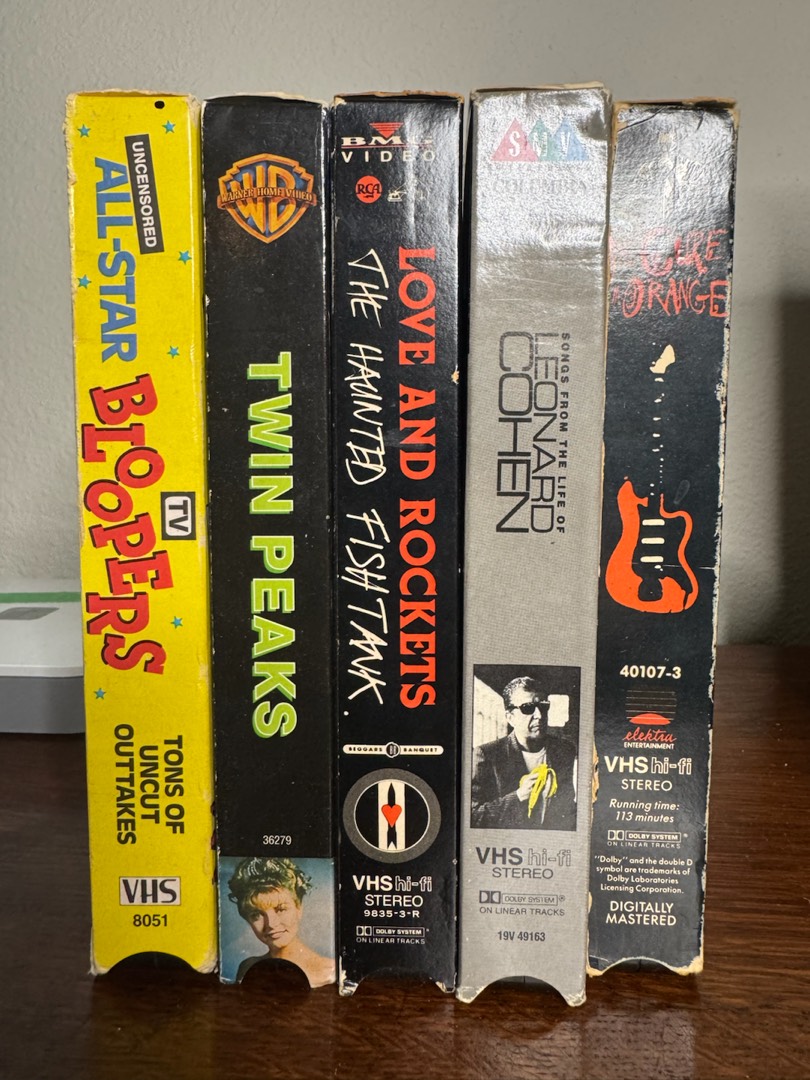 UNCENSORED
ALL-STAR
TV
BLOOPERS
TONS OF
UNCUT
OUTTAKES
VHS
8051
WB
WARNER HOME VIDEO
TWIN PEAKS
36279
BMG
VIDEO
RCA
LOVE AND ROCKETS
THE HAUNTED FISH TANK.
BEGGARS BANQUET
VHS hi-fi
STEREO
9835-3-R
DOLBY SYSTEM
ON LINEAR TRACKS
SMV
SONGS FROM THE LIFE OF
LEONARD
COHEN
VHS hi-fi
STEREO
DOLBY SYSTEM®
ON LINEAR TRACKS
19V 49163
CURE
ORANGE
40107-3
elektra
ENTERTAINMENT
VHS hi-fi
STEREO
Running time:
113 minutes
DOLBY SYSTEM®
ON LINEAR TRACKS
"Dolby" and the double D
symbol are trademarks of
Dolby Laboratories
Licensing Corporation.
DIGITALLY
MASTERED